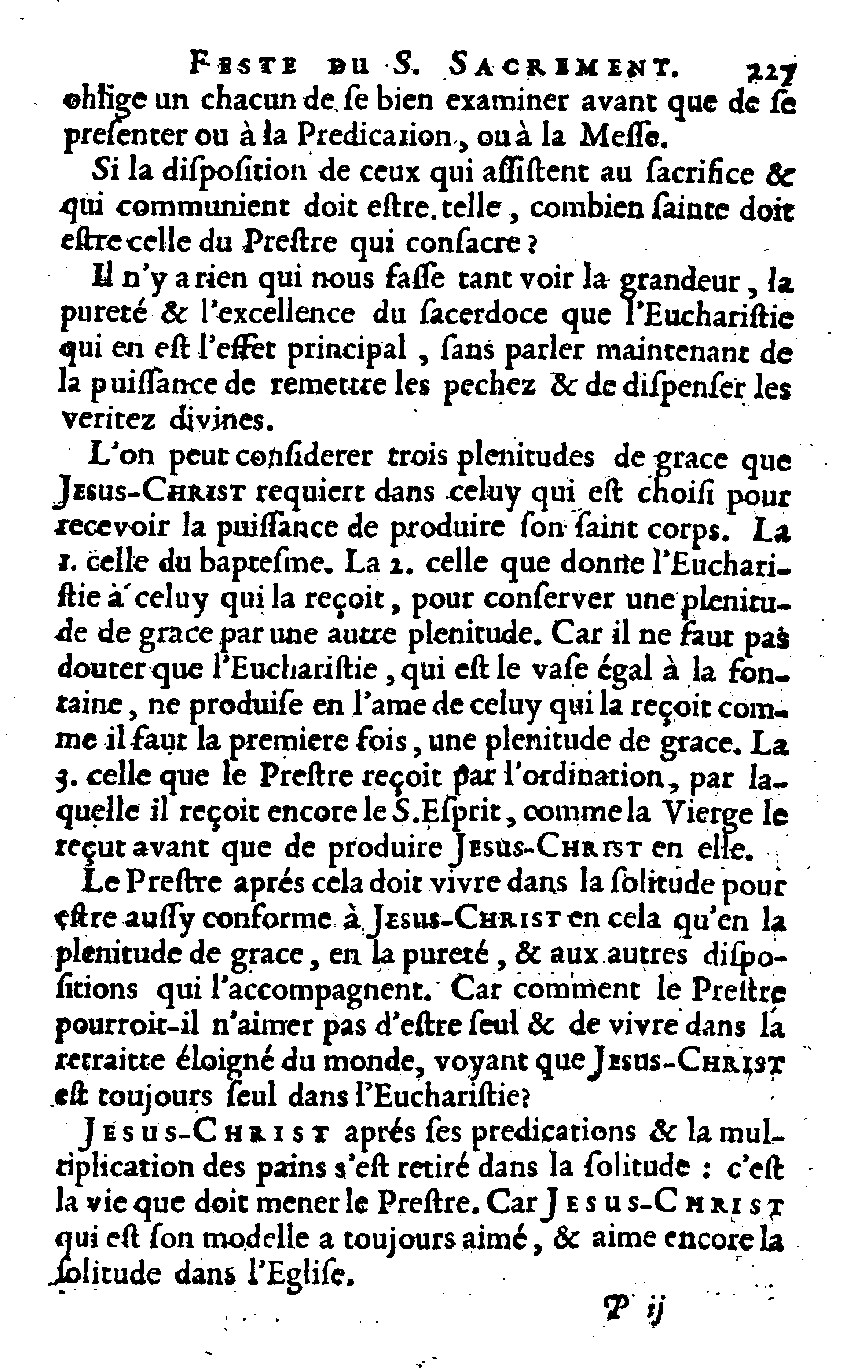 FESTE DU S. SACREMENT. 227
oblige un chacun de ſe bien examiner avant que de ſe
preſenter ou à la Predication, ou à la Meſſe.
Si la diſpoſition de ceux qui aſſiſtent au ſacrifice &
qui communient doit eſtre telle, combien ſainte doit
eſtre celle du Preſtre qui conſacre ?
Il n'y a rien qui nous faſſe tant voir la grandeur, la
pureté & l'excellence du ſacerdoce que l'Euchariſtie
qui en eſt l'effet principal, ſans parler maintenant de
la puiſſance de remettre les pechez & de diſpenſer les
veritez divines.
L'on peut conſiderer trois plenitudes de grace que
JESUS-CHRIST requiert dans celuy qui eſt choiſi pour
recevoir la puiſſance de produire ſon ſaint corps. La
1. celle du bapteſme. La 2. celle que donne l'Euchari-
ſtie à celuy qui la reçoit, pour conſerver une plenitu-
de de grace par une autre plenitude. Car il ne faut pas
douter que l'Euchariſtie, qui eſt le vaſe égal à la fon-
taine, ne produiſe en l'ame de celuy qui la reçoit com-
me il faut la premiere fois, une plenitude de grace. La
3. celle que le Preſtre reçoit par l'ordination, par la-
quelle il reçoit encore le S. Eſprit, comme la Vierge le
reçut avant que de produire JESUS-CHRIST en elle.
Le Preſtre aprés cela doit vivre dans la ſolitude pour
eſtre auſſy conforme à JESUS-CHRIST en cela qu'en la
plenitude de grace, en la pureté, & aux autres diſpo-
ſitions qui l'accompagnent. Car comment le Preſtre
pourroit-il n'aimer pas d'eſtre ſeul & de vivre dans la
retraitte éloigné du monde, voyant que JESUS-CHRIST
eſt toujours ſeul dans l'Euchariſtie?
JESUS-CHRIST aprés ſes predications & la mul-
tiplication des pains s'eſt retiré dans la ſolitude : c'eſt
la vie que doit mener le Preſtre. Car JESUS-CHRIST
qui eſt ſon modelle a toujours aimé, & aime encore la
ſolitude dans l'Egliſe.
P ij